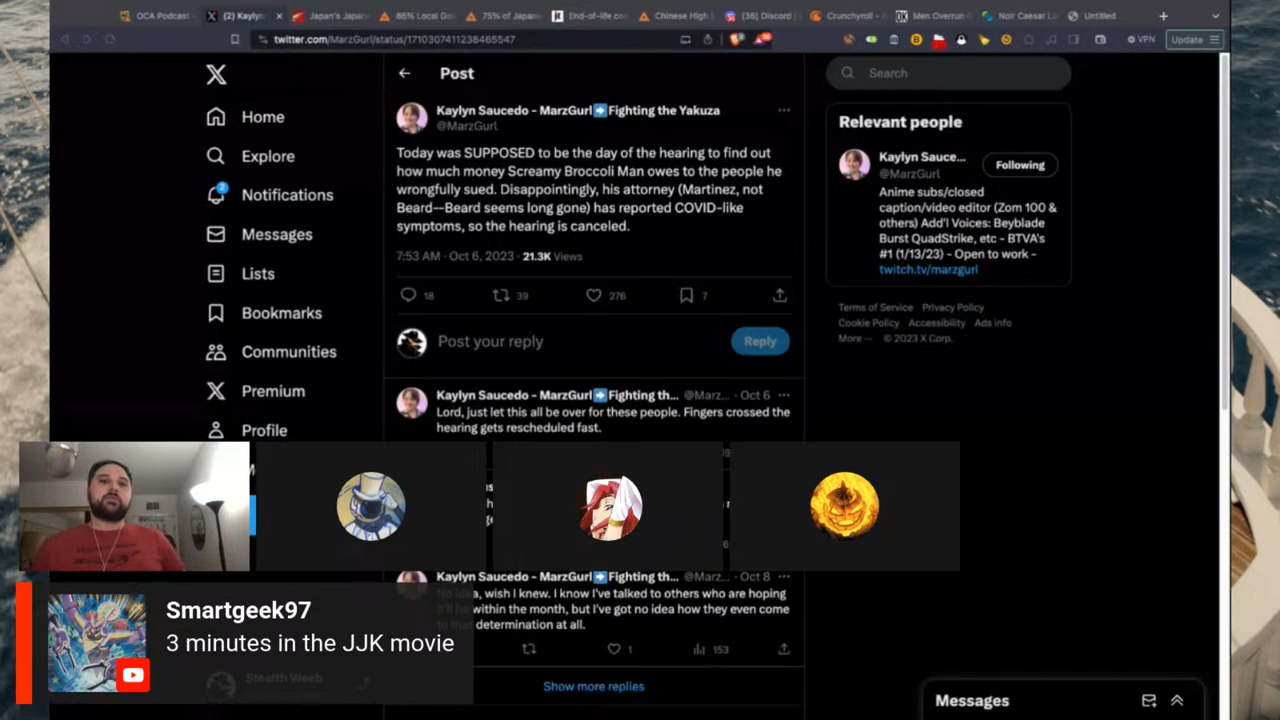 OCA Podcast
(2) Kaylyn
Japan's Japan
86% Local Go
75% of Japane
End-of-life co
Chinese High
(36) Discord |
Crunchyroll -
Men Overrun
Noir Caesar
Untitled
twitter.com/MarzGurl/status/1710307411238465547
VPN
Update
Home
Explore
2
Notifications
Messages
Lists
Bookmarks
Communities
Premium
Profile
Post
Kaylyn Saucedo - MarzGurl➡️Fighting the Yakuza
@MarzGurl
Today was SUPPOSED to be the day of the hearing to find out
how much money Screamy Broccoli Man owes to the people he
wrongfully sued. Disappointingly, his attorney (Martinez, not
Beard--Beard seems long gone) has reported COVID-like
symptoms, so the hearing is canceled.
7:53 AM · Oct 6, 2023 · 21.3K Views
18 39 276 7
Post your reply
Reply
Kaylyn Saucedo - MarzGurl➡️Fighting th... @Marz... · Oct 6
Lord, just let this all be over for these people. Fingers crossed the
hearing gets rescheduled fast.
Kaylyn Saucedo - MarzGurl➡️Fighting th... @Marz... · Oct 8
No idea, wish I knew. I know I've talked to others who are hoping
it'll be within the month, but I've got no idea how they even come
to that determination at all.
1 153
Show more replies
Search
Relevant people
Kaylyn Sauce...
@MarzGurl
Following
Anime subs/closed
caption/video editor (Zom 100 &
others) Add'l Voices: Beyblade
Burst QuadStrike, etc - BTVA's
#1 (1/13/23) - Open to work -
twitch.tv/marzgurl
Terms of Service Privacy Policy
Cookie Policy Accessibility Ads info
More ··· © 2023 X Corp.
Smartgeek97
3 minutes in the JJK movie
Stealth Weeb
Messages